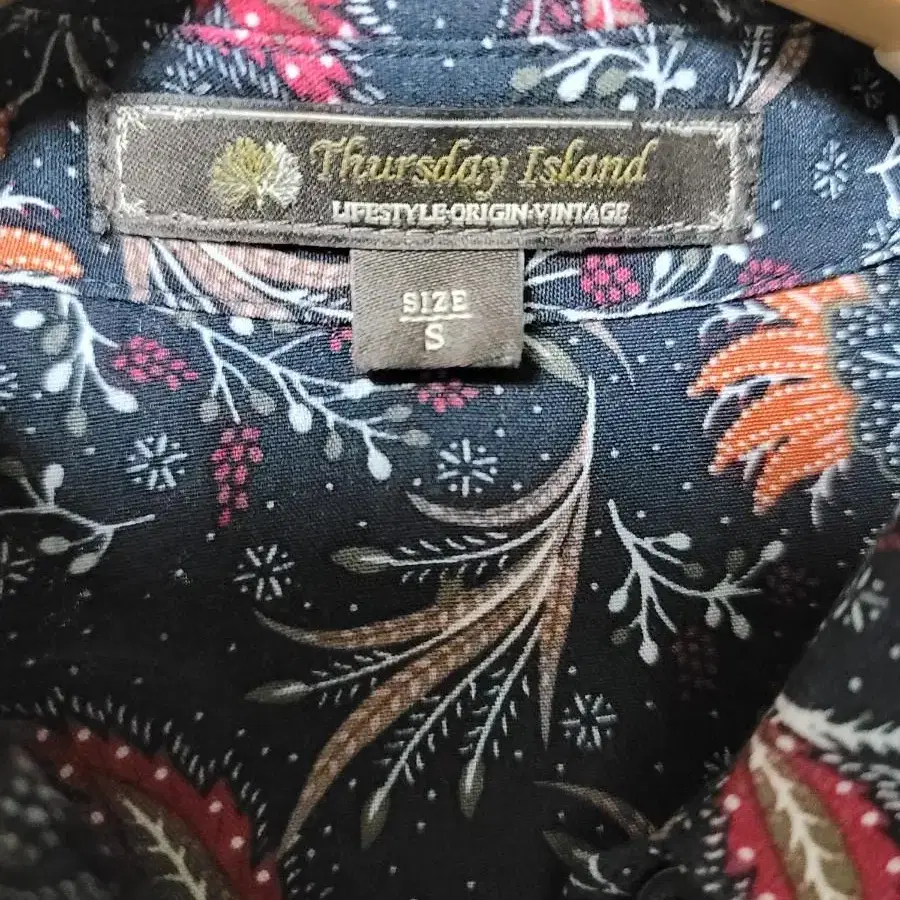 Thursday Island
LIFESTYLE·ORIGIN·VINTAGE
SIZE
S